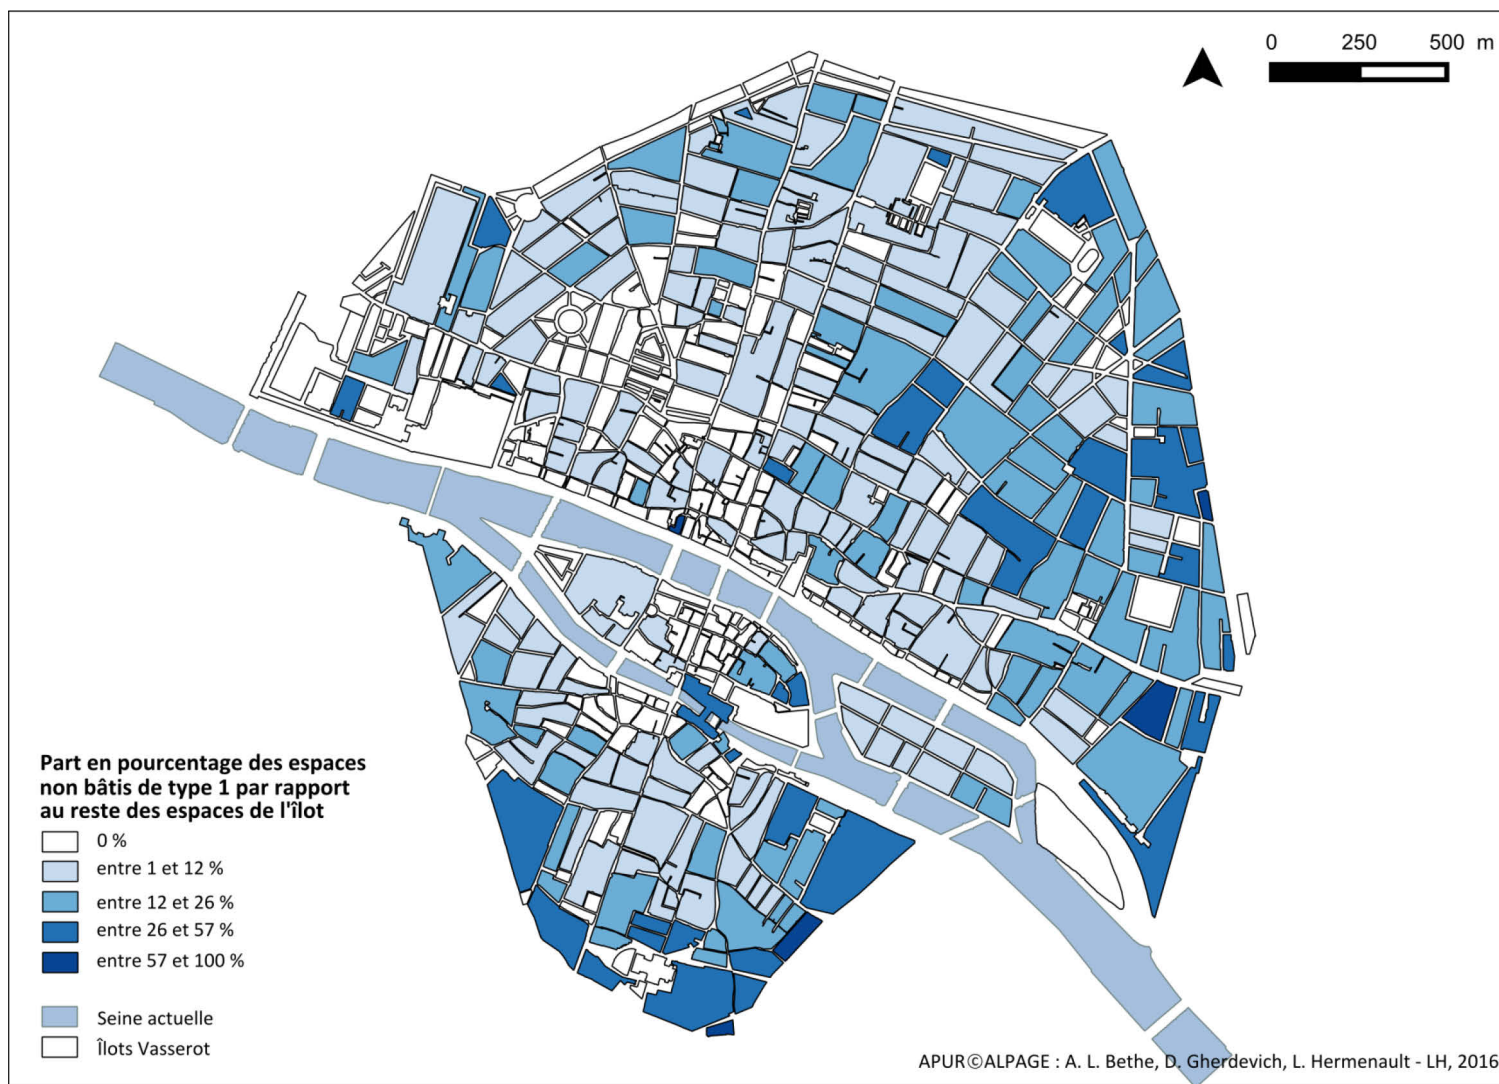 0 250 500 m
Part en pourcentage des espaces
non bâtis de type 1 par rapport
au reste des espaces de l'îlot
0 %
entre 1 et 12 %
entre 12 et 26 %
entre 26 et 57 %
entre 57 et 100 %
Seine actuelle
Îlots Vasserot
APUR©ALPAGE : A. L. Bethe, D. Gherdevich, L. Hermenault - LH, 2016